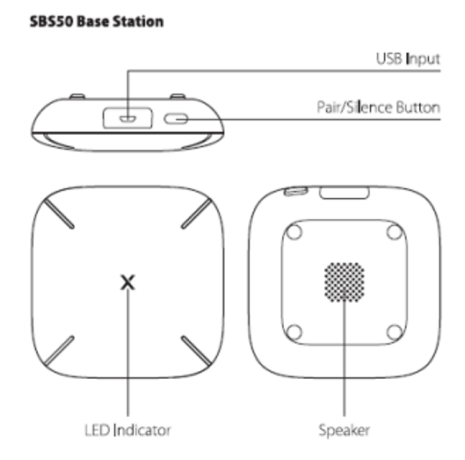 SBS50 Base Station
USB Input
Pair/Silence Button
X
LED Indicator
Speaker